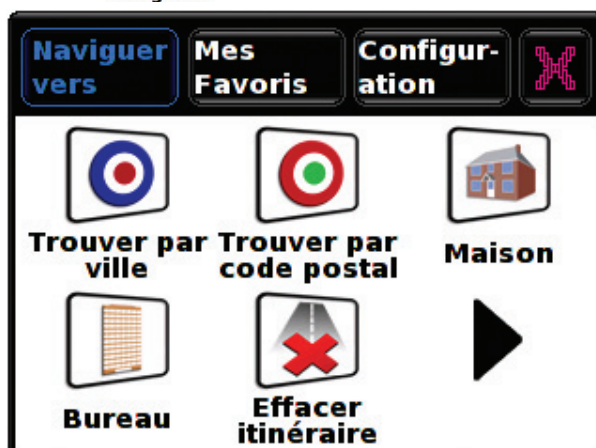 Naviguer
vers
Mes
Favoris
Configur-
ation
Trouver par
ville
Trouver par
code postal
Maison
Bureau
Effacer
itinéraire